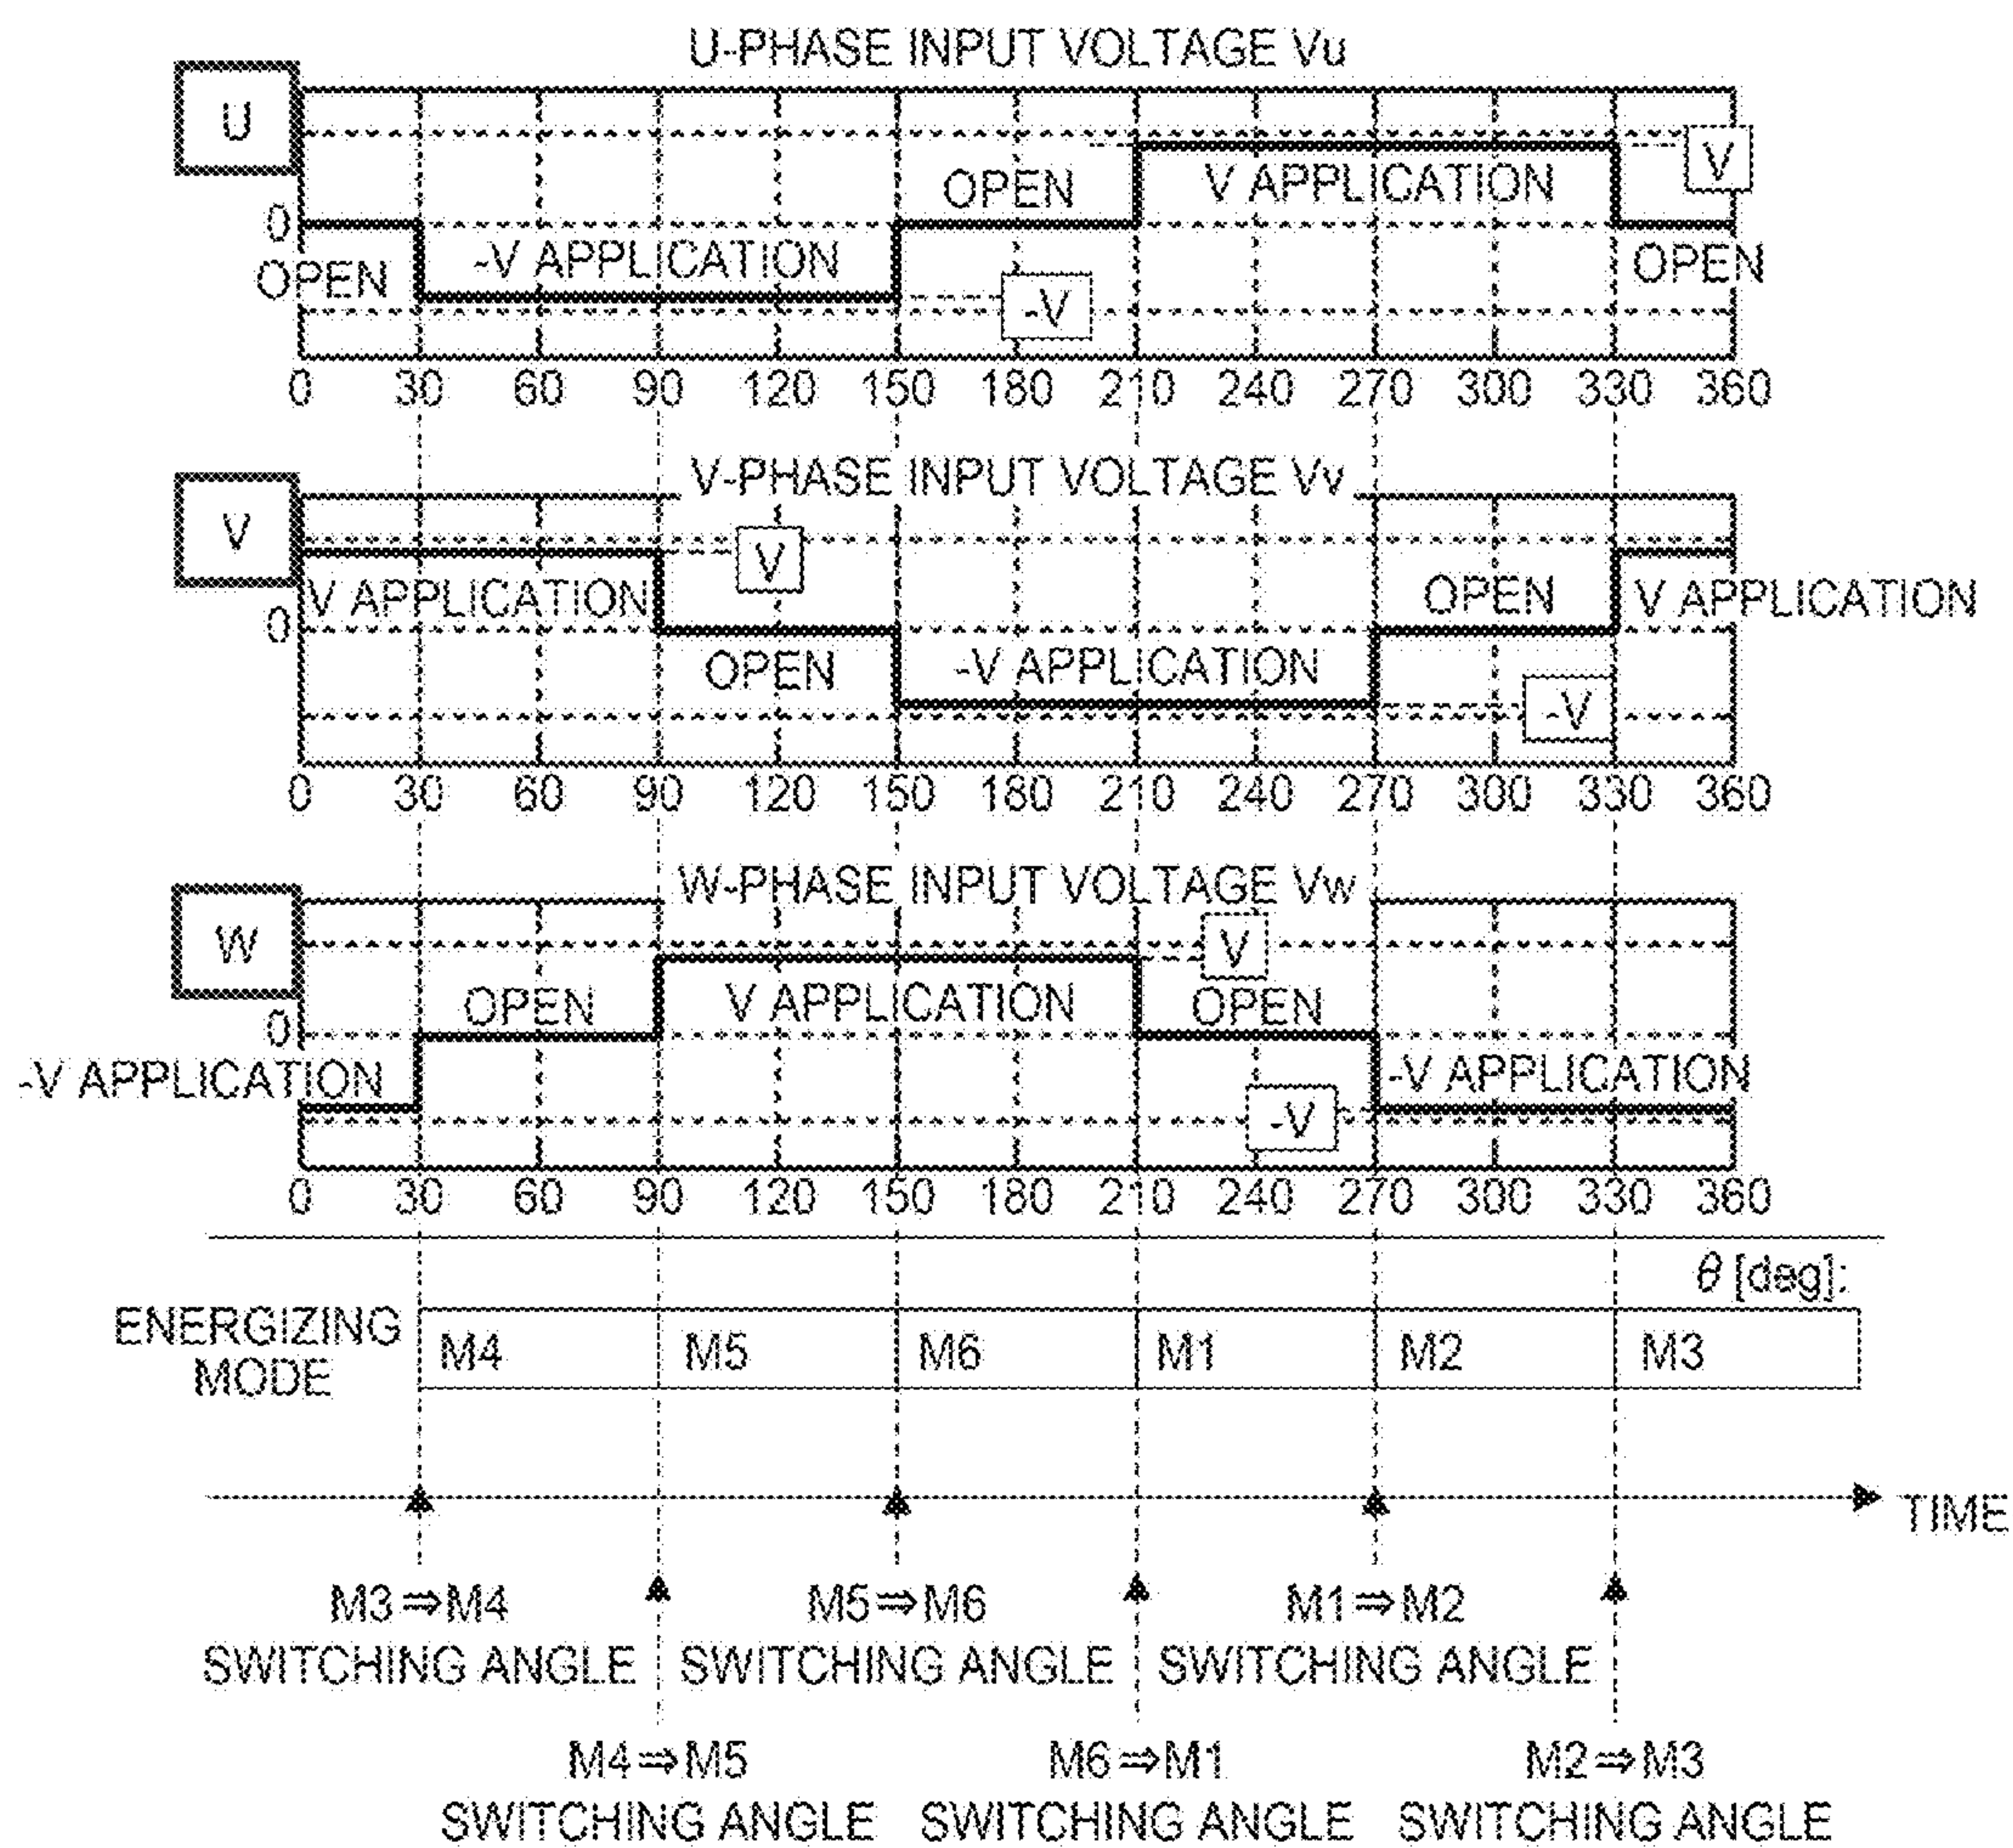 U-PHASE INPUT VOLTAGE Vu
U
V
OPEN
V APPLICATION
0
-V APPLICATION
OPEN
OPEN
-V
0 30 60 90 120 150 180 210 240 270 300 330 360
V-PHASE INPUT VOLTAGE Vv
V
V
V APPLICATION
OPEN
V APPLICATION
0
OPEN
-V APPLICATION
-V
0 30 60 90 120 150 180 210 240 270 300 330 360
W-PHASE INPUT VOLTAGE Vw
W
V
OPEN
V APPLICATION
OPEN
0
-V APPLICATION
-V APPLICATION
-V
0 30 60 90 120 150 180 210 240 270 300 330 360
θ [deg]:
ENERGIZING
MODE
M4 M5 M6 M1 M2 M3
TIME
M3⇒M4
SWITCHING ANGLE
M5⇒M6
SWITCHING ANGLE
M1⇒M2
SWITCHING ANGLE
M4⇒M5
SWITCHING ANGLE
M6⇒M1
SWITCHING ANGLE
M2⇒M3
SWITCHING ANGLE